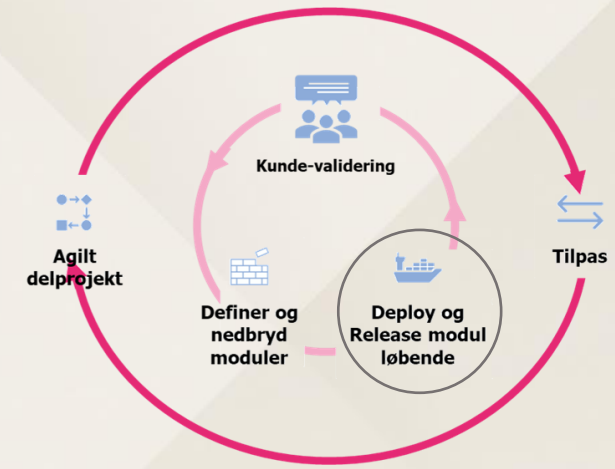 Kunde-validering
Agilt
delprojekt
Tilpas
Definer og
nedbryd
moduler
Deploy og
Release modul
løbende